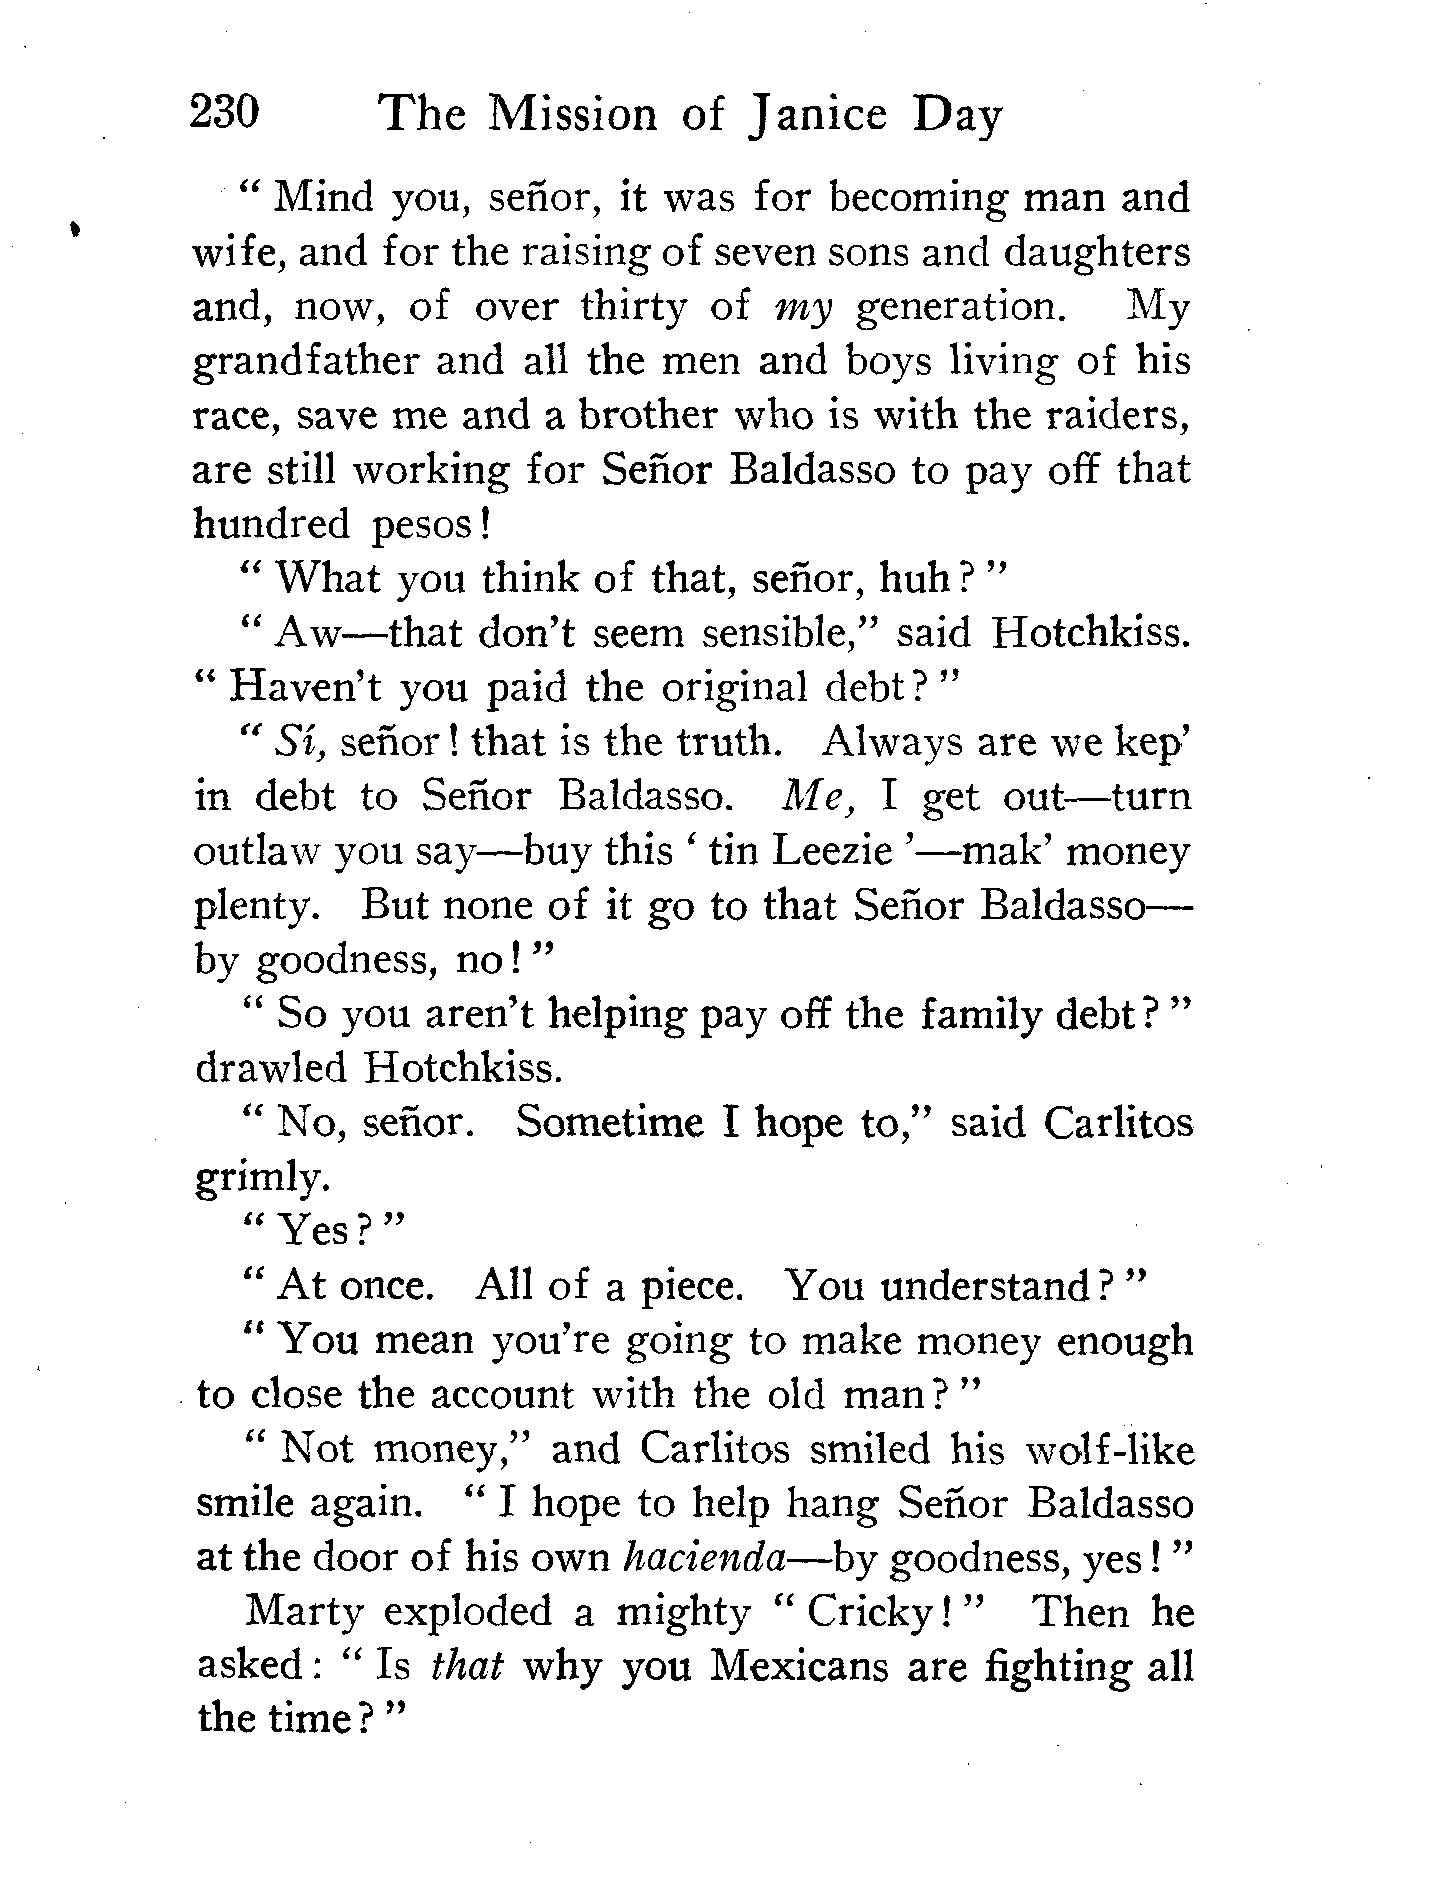 230 The Mission of Janice Day
“ Mind you, señor, it was for becoming man and
wife, and for the raising of seven sons and daughters
and, now, of over thirty of my generation. My
grandfather and all the men and boys living of his
race, save me and a brother who is with the raiders,
are still working for Señor Baldasso to pay off that
hundred pesos!
“ What you think of that, señor, huh? ”
“ Aw—that don’t seem sensible,” said Hotchkiss.
“ Haven’t you paid the original debt? ”
“ Sí, señor! that is the truth. Always are we kep’
in debt to Señor Baldasso. Me, I get out—turn
outlaw you say—buy this ‘ tin Leezie ’—mak’ money
plenty. But none of it go to that Señor Baldasso—
by goodness, no! ”
“ So you aren’t helping pay off the family debt? ”
drawled Hotchkiss.
“ No, señor. Sometime I hope to,” said Carlitos
grimly.
“ Yes? ”
“ At once. All of a piece. You understand? ”
“ You mean you’re going to make money enough
to close the account with the old man? ”
“ Not money,” and Carlitos smiled his wolf-like
smile again. “ I hope to help hang Señor Baldasso
at the door of his own hacienda—by goodness, yes! ”
Marty exploded a mighty “ Cricky! ” Then he
asked: “ Is that why you Mexicans are fighting all
the time? ”